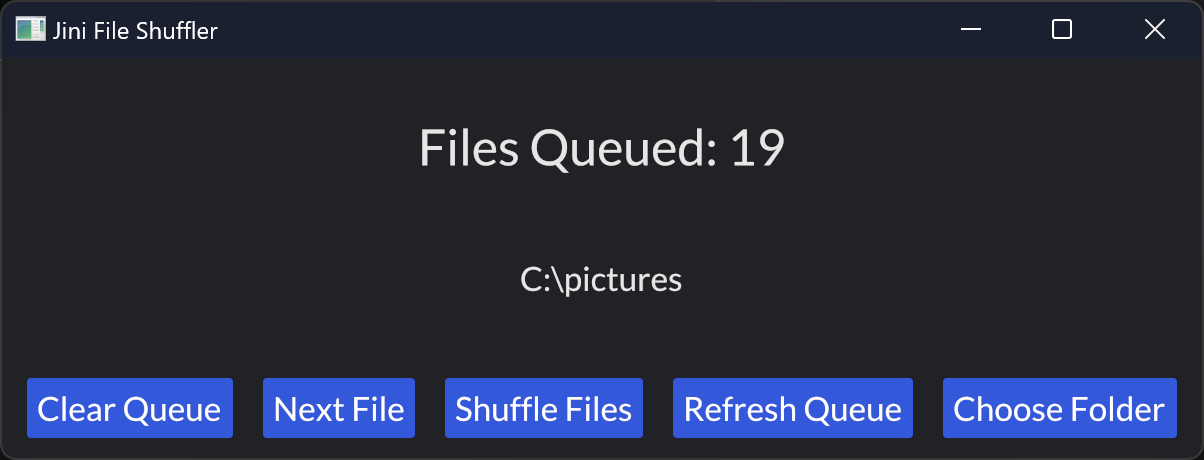 Jini File Shuffler
Files Queued: 19
C:\pictures
Clear Queue
Next File
Shuffle Files
Refresh Queue
Choose Folder